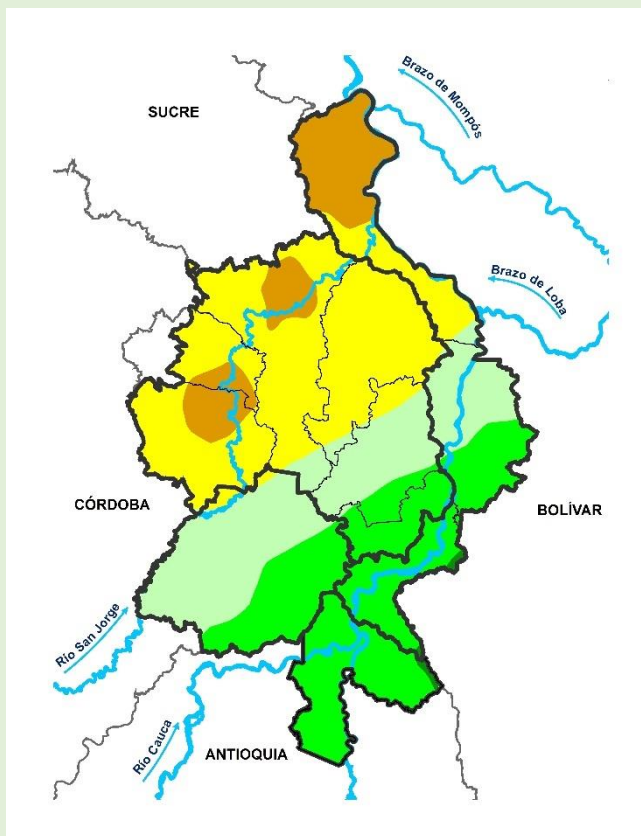 Brazo de Mompós
SUCRE
Brazo de Loba
CÓRDOBA
BOLÍVAR
Río San Jorge
Río Cauca
ANTIOQUIA